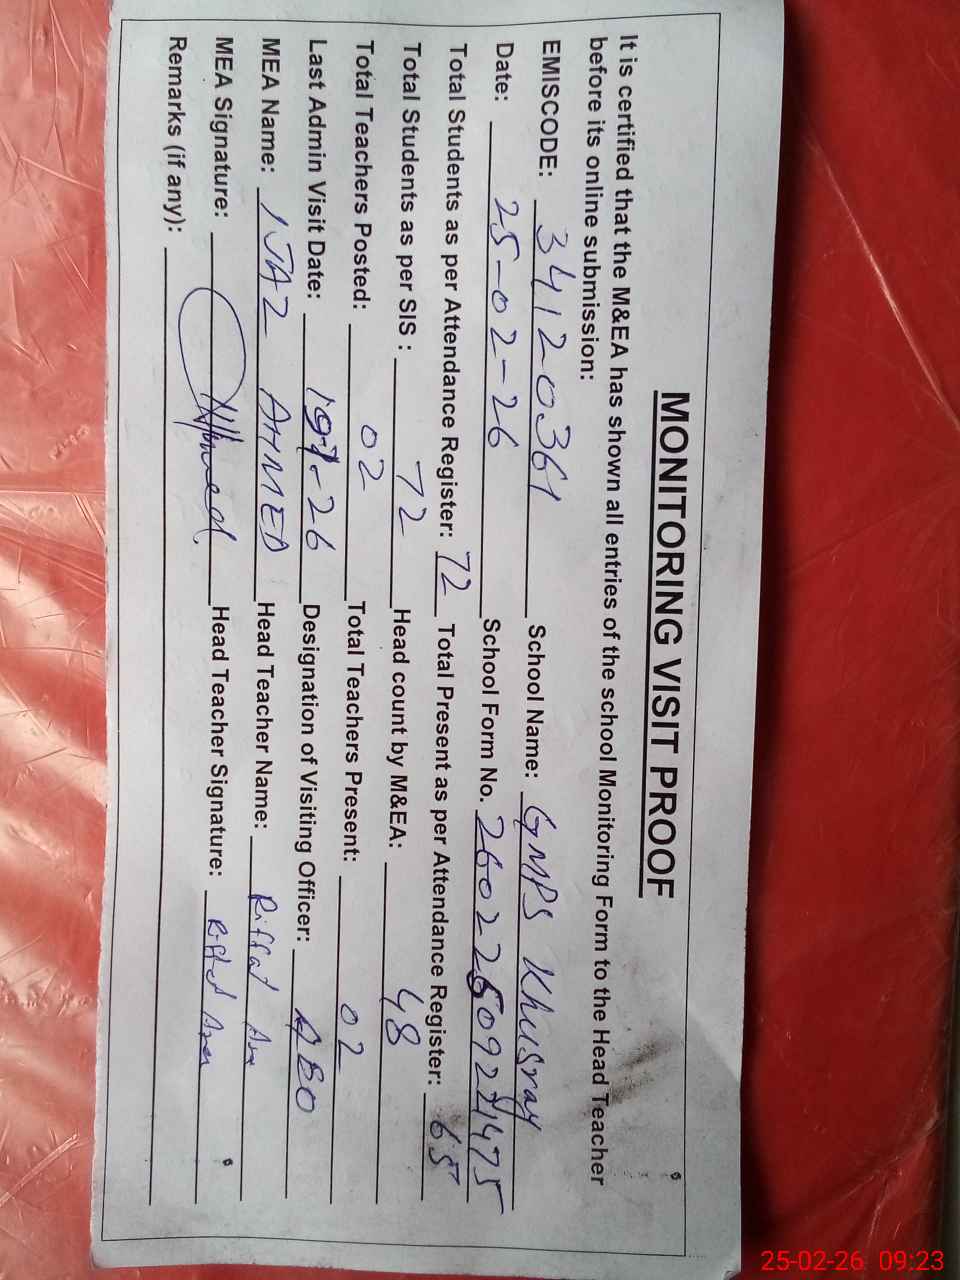 MONITORING VISIT PROOF
It is certified that the M&EA has shown all entries of the school Monitoring Form to the Head Teacher
before its online submission:
EMISCODE: 34120361 School Name: GMPS Khusray
Date: 25-02-26 School Form No.
Total Students as per Attendance Register: 72 Total Present as per Attendance Register: 65
Total Students as per SIS : 72 Head count by M&EA: 48
Total Teachers Posted: 02 Total Teachers Present: 02
Last Admin Visit Date: Designation of Visiting Officer:
MEA Name: IJAZ AHMED Head Teacher Name: Riffat
MEA Signature: Head Teacher Signature:
Remarks (if any):
25-02-26 09:23